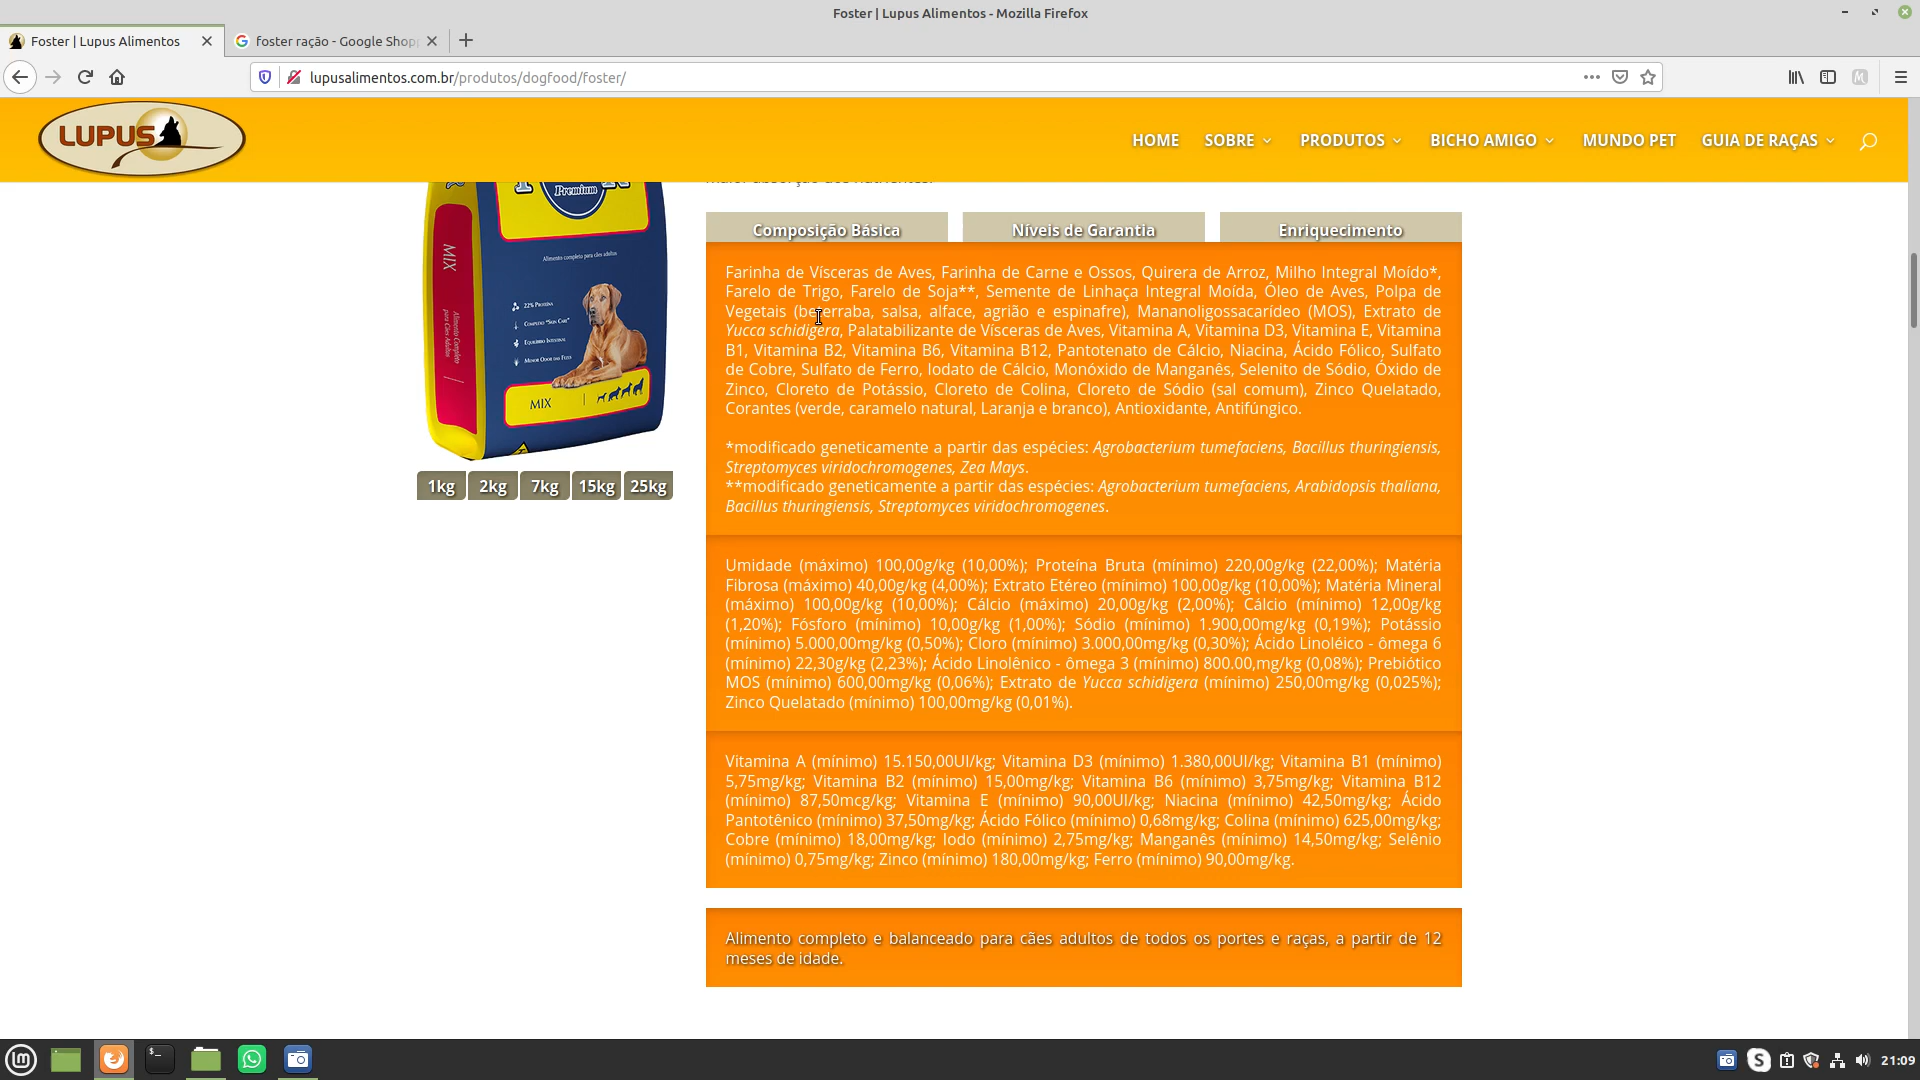 Foster | Lupus Alimentos - Mozilla Firefox
Foster | Lupus Alimentos
foster ração - Google Shop
lupusalimentos.com.br/produtos/dogfood/foster/
LUPUS
HOME
SOBRE
PRODUTOS
BICHO AMIGO
MUNDO PET
GUIA DE RAÇAS
Premium
MIX
Alimento Completo
para Cães Adultos
Alimento completo para cães adultos
22% Proteína
Complexo "Skin Care"
Equilíbrio Intestinal
Menor Odor das Fezes
MIX
1kg 2kg 7kg 15kg 25kg
Composição Básica
Níveis de Garantia
Enriquecimento
Farinha de Vísceras de Aves, Farinha de Carne e Ossos, Quirera de Arroz, Milho Integral Moído*,
Farelo de Trigo, Farelo de Soja**, Semente de Linhaça Integral Moída, Óleo de Aves, Polpa de
Vegetais (beterraba, salsa, alface, agrião e espinafre), Mananoligossacarídeo (MOS), Extrato de
Yucca schidigera, Palatabilizante de Vísceras de Aves, Vitamina A, Vitamina D3, Vitamina E, Vitamina
B1, Vitamina B2, Vitamina B6, Vitamina B12, Pantotenato de Cálcio, Niacina, Ácido Fólico, Sulfato
de Cobre, Sulfato de Ferro, Iodato de Cálcio, Monóxido de Manganês, Selenito de Sódio, Óxido de
Zinco, Cloreto de Potássio, Cloreto de Colina, Cloreto de Sódio (sal comum), Zinco Quelatado,
Corantes (verde, caramelo natural, Laranja e branco), Antioxidante, Antifúngico.
*modificado geneticamente a partir das espécies: Agrobacterium tumefaciens, Bacillus thuringiensis,
Streptomyces viridochromogenes, Zea Mays.
**modificado geneticamente a partir das espécies: Agrobacterium tumefaciens, Arabidopsis thaliana,
Bacillus thuringiensis, Streptomyces viridochromogenes.
Umidade (máximo) 100,00g/kg (10,00%); Proteína Bruta (mínimo) 220,00g/kg (22,00%); Matéria
Fibrosa (máximo) 40,00g/kg (4,00%); Extrato Etéreo (mínimo) 100,00g/kg (10,00%); Matéria Mineral
(máximo) 100,00g/kg (10,00%); Cálcio (máximo) 20,00g/kg (2,00%); Cálcio (mínimo) 12,00g/kg
(1,20%); Fósforo (mínimo) 10,00g/kg (1,00%); Sódio (mínimo) 1.900,00mg/kg (0,19%); Potássio
(mínimo) 5.000,00mg/kg (0,50%); Cloro (mínimo) 3.000,00mg/kg (0,30%); Ácido Linoléico - ômega 6
(mínimo) 22,30g/kg (2,23%); Ácido Linolênico - ômega 3 (mínimo) 800.00,mg/kg (0,08%); Prebiótico
MOS (mínimo) 600,00mg/kg (0,06%); Extrato de Yucca schidigera (mínimo) 250,00mg/kg (0,025%);
Zinco Quelatado (mínimo) 100,00mg/kg (0,01%).
Vitamina A (mínimo) 15.150,00UI/kg; Vitamina D3 (mínimo) 1.380,00UI/kg; Vitamina B1 (mínimo)
5,75mg/kg; Vitamina B2 (mínimo) 15,00mg/kg; Vitamina B6 (mínimo) 3,75mg/kg; Vitamina B12
(mínimo) 87,50mcg/kg; Vitamina E (mínimo) 90,00UI/kg; Niacina (mínimo) 42,50mg/kg; Ácido
Pantotênico (mínimo) 37,50mg/kg; Ácido Fólico (mínimo) 0,68mg/kg; Colina (mínimo) 625,00mg/kg;
Cobre (mínimo) 18,00mg/kg; Iodo (mínimo) 2,75mg/kg; Manganês (mínimo) 14,50mg/kg; Selênio
(mínimo) 0,75mg/kg; Zinco (mínimo) 180,00mg/kg; Ferro (mínimo) 90,00mg/kg.
Alimento completo e balanceado para cães adultos de todos os portes e raças, a partir de 12
meses de idade.
21:09